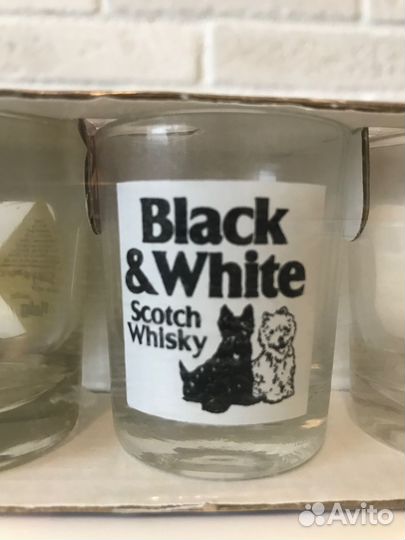 Black
& White
Scotch
Whisky
Avito